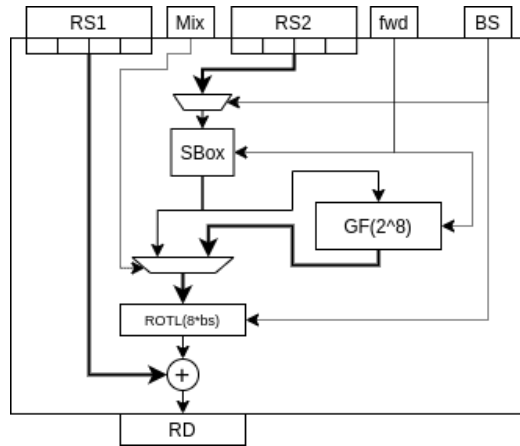 RS1 Mix RS2 fwd BS
SBox
GF(2^8)
ROTL(8*bs)
+
RD